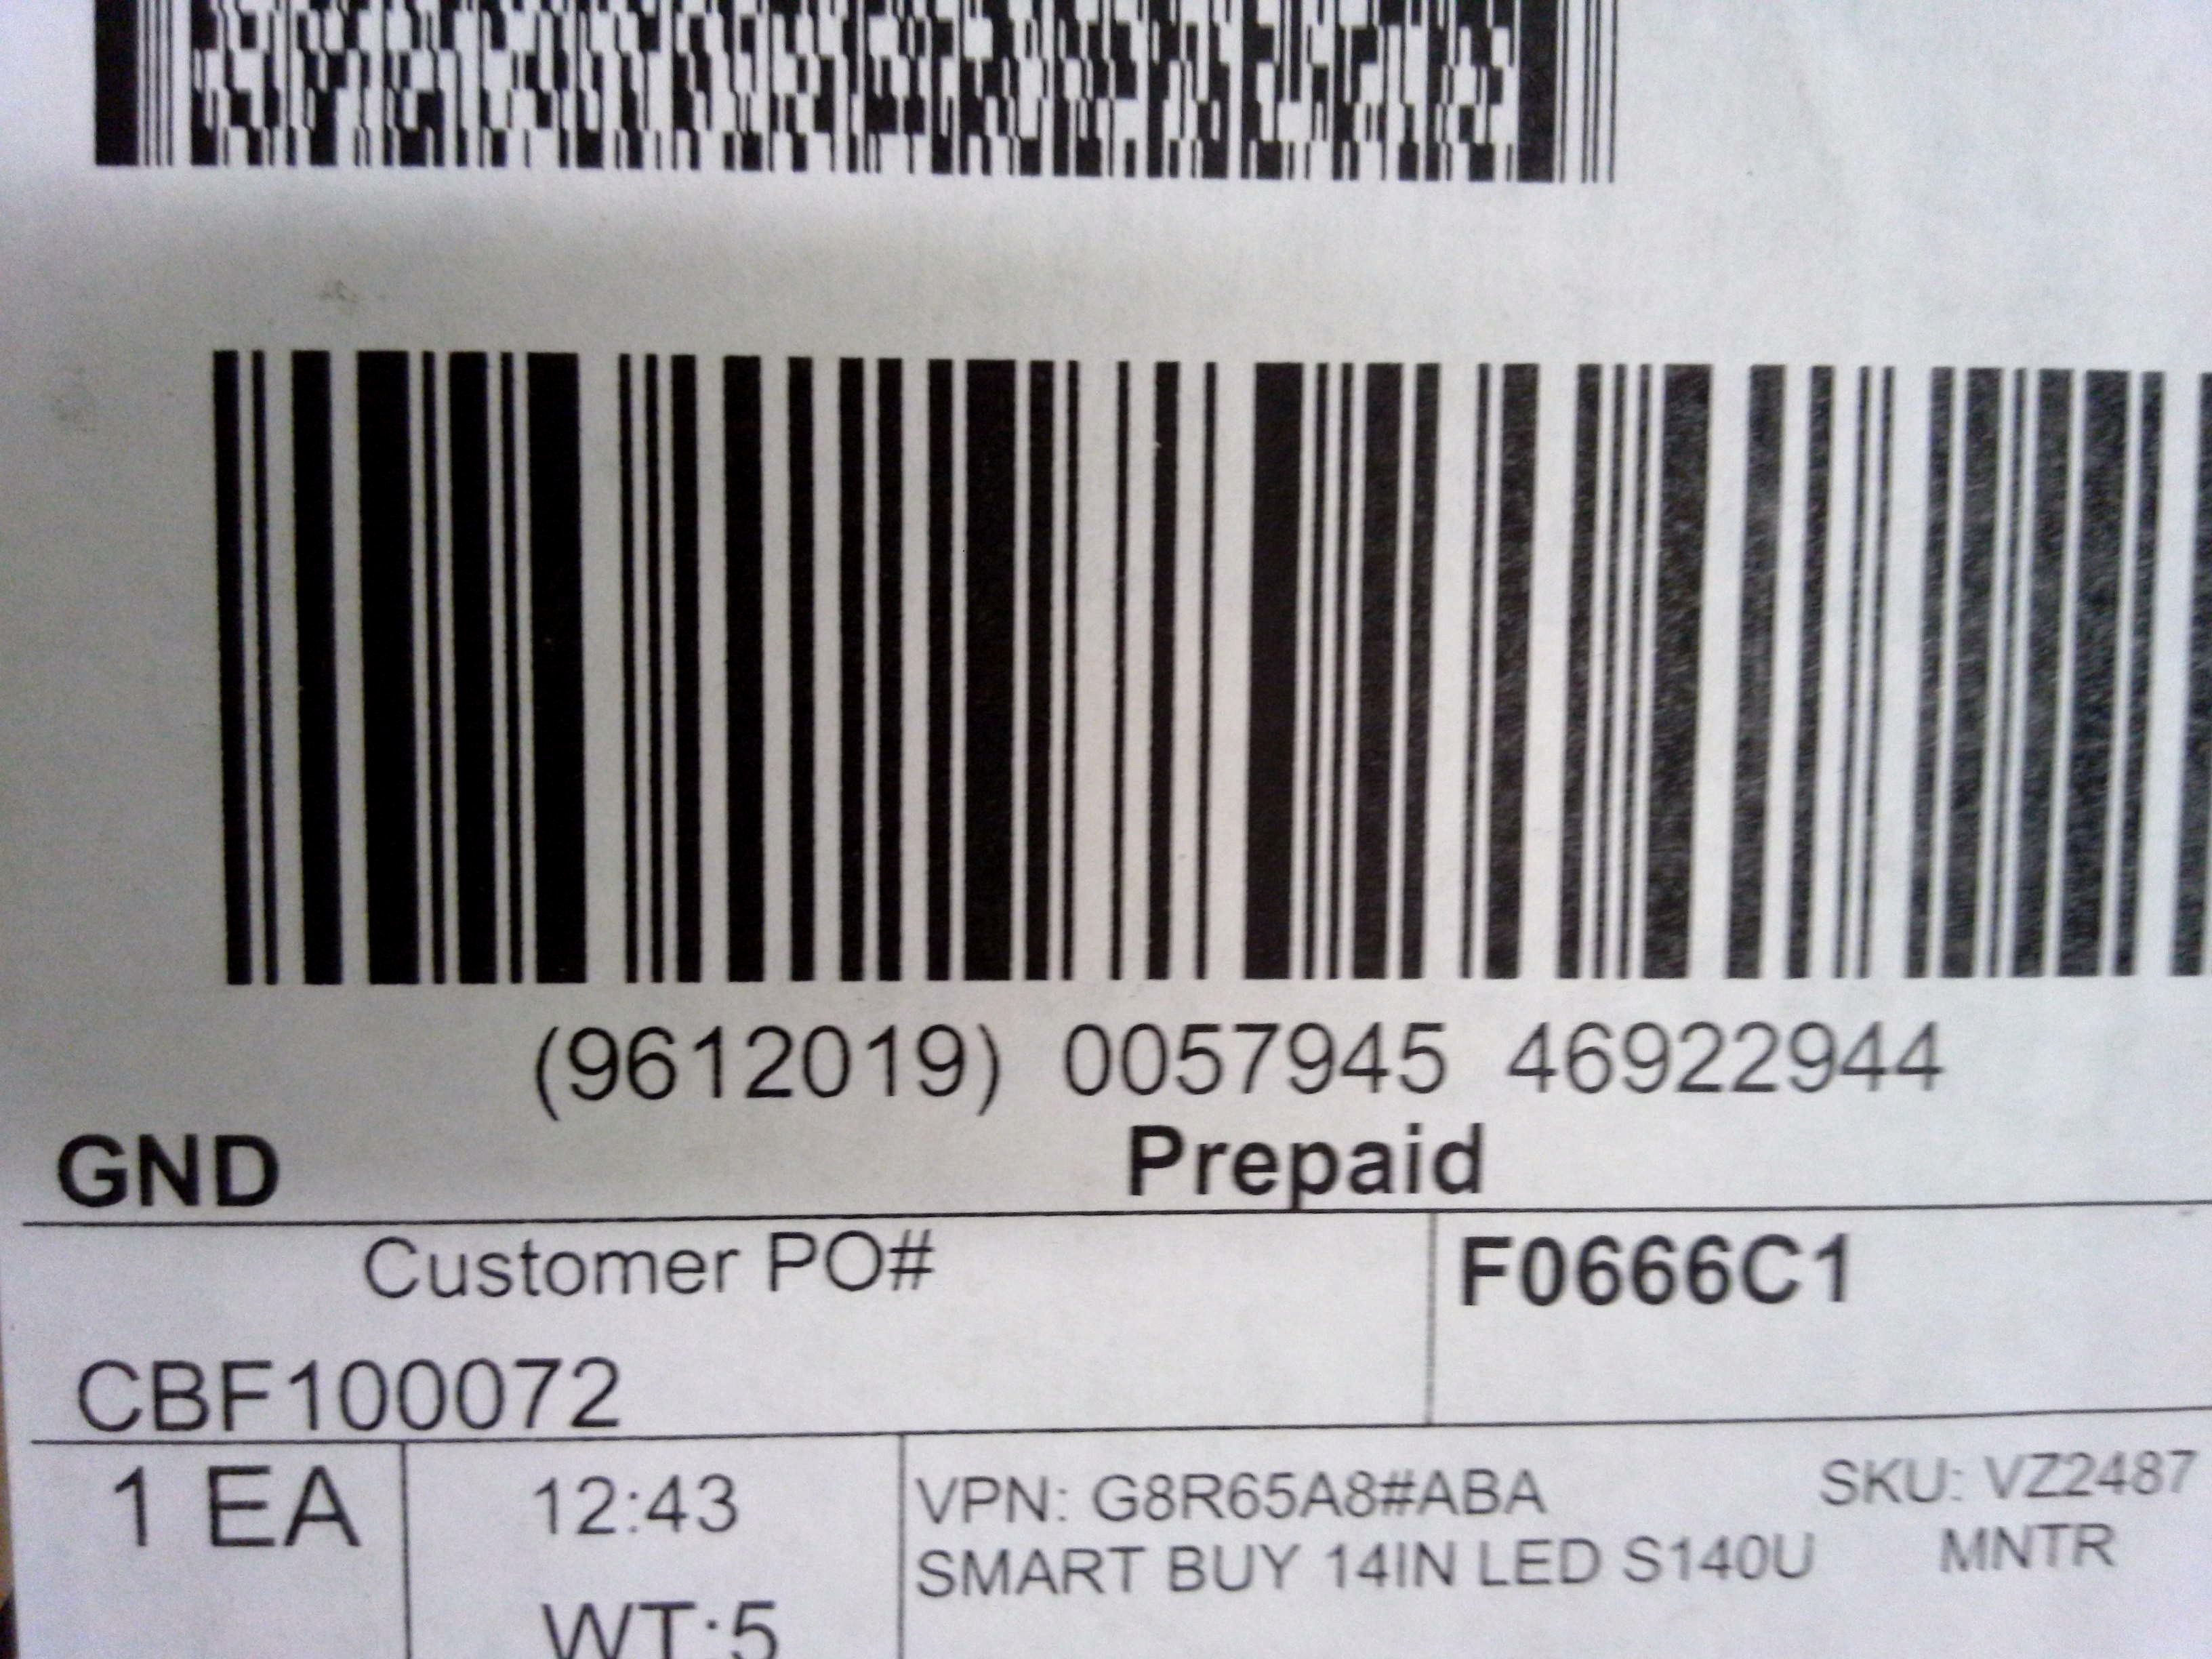 (9612019) 0057945 46922944
GND Prepaid
Customer PO# F0666C1
CBF100072
1 EA 12:43 VPN: G8R65A8#ABA SKU: VZ2487
SMART BUY 14IN LED S140U MNTR
WT:5